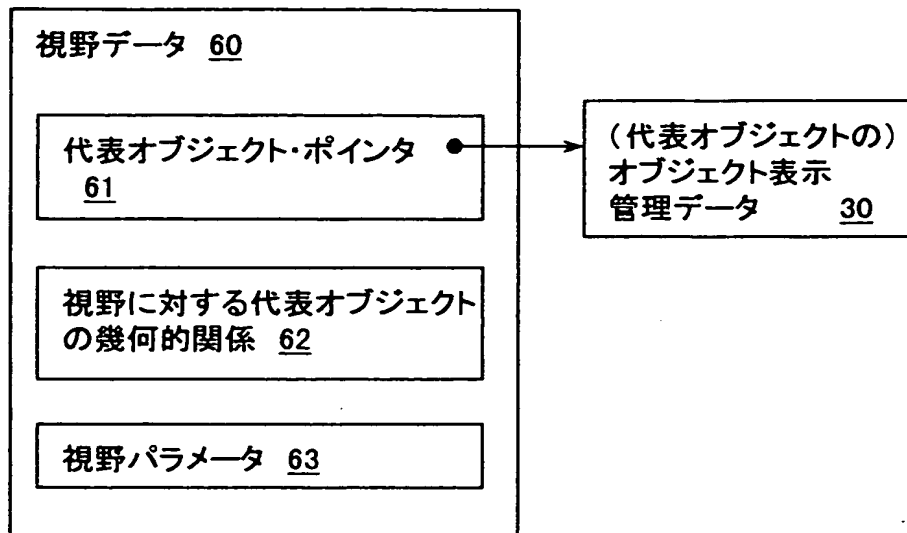 視野データ 60
代表オブジェクト・ポインタ
61
(代表オブジェクトの)
オブジェクト表示
管理データ 30
視野に対する代表オブジェクト
の幾何的関係 62
視野パラメータ 63